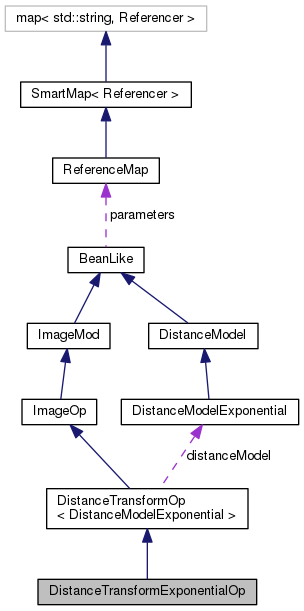 map< std::string, Referencer >
SmartMap< Referencer >
ReferenceMap
parameters
BeanLike
ImageMod
DistanceModel
ImageOp
DistanceModelExponential
distanceModel
DistanceTransformOp
< DistanceModelExponential >
DistanceTransformExponentialOp